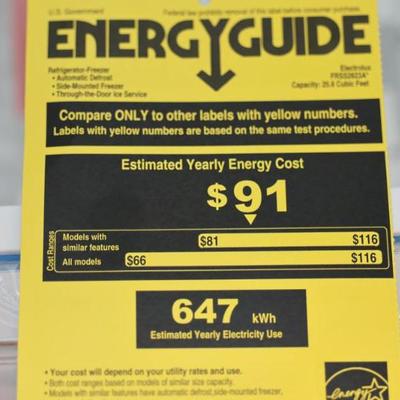 U.S. Government
Federal law prohibits removal of this label before consumer purchase.
ENERGYGUIDE
Refrigerator-Freezer
• Automatic Defrost
• Side-Mounted Freezer
• Through-the-Door Ice Service
Electrolux
FRSS2623A*
Capacity: 25.6 Cubic Feet
Compare ONLY to other labels with yellow numbers.
Labels with yellow numbers are based on the same test procedures.
Estimated Yearly Energy Cost
$91
Cost Ranges
Models with
similar features
$81
$116
All models
$66
$116
647 kWh
Estimated Yearly Electricity Use
• Your cost will depend on your utility rates and use.
• Both cost ranges based on models of similar size capacity.
• Models with similar features have automatic defrost, side-mounted freezer,
energy